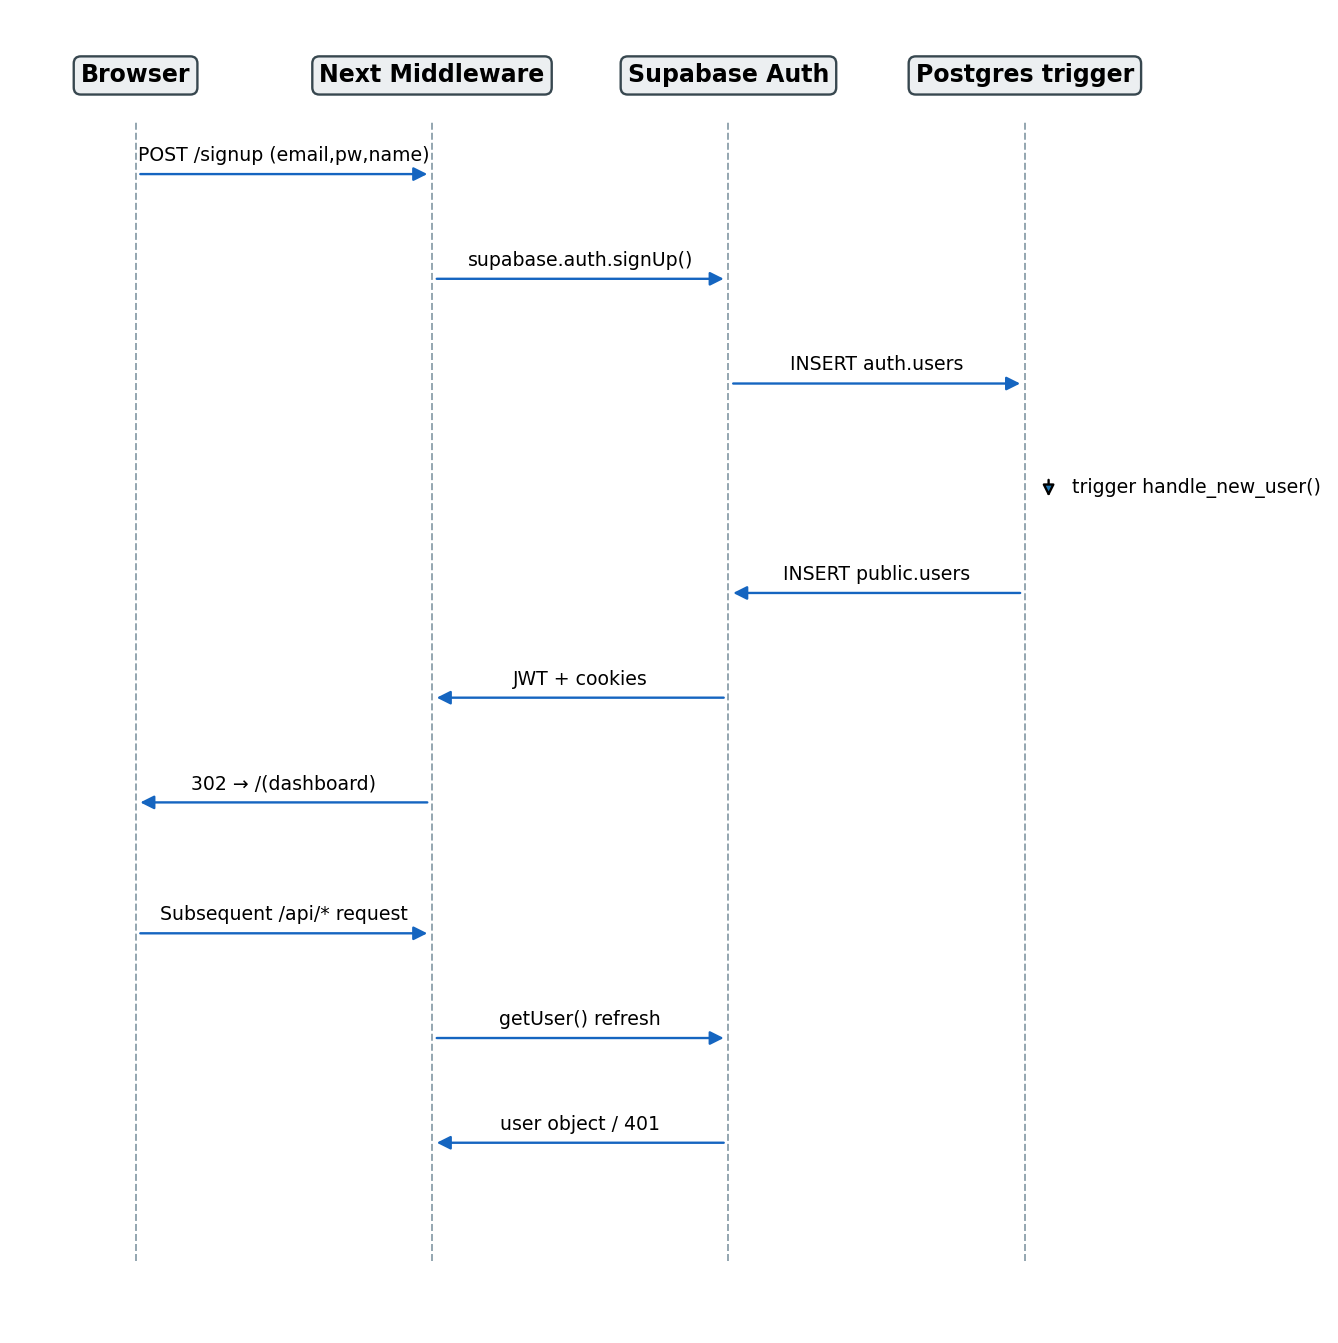 Browser
Next Middleware
Supabase Auth
Postgres trigger
POST /signup (email,pw,name)
supabase.auth.signUp()
INSERT auth.users
trigger handle_new_user()
INSERT public.users
JWT + cookies
302 → /(dashboard)
Subsequent /api/* request
getUser() refresh
user object / 401